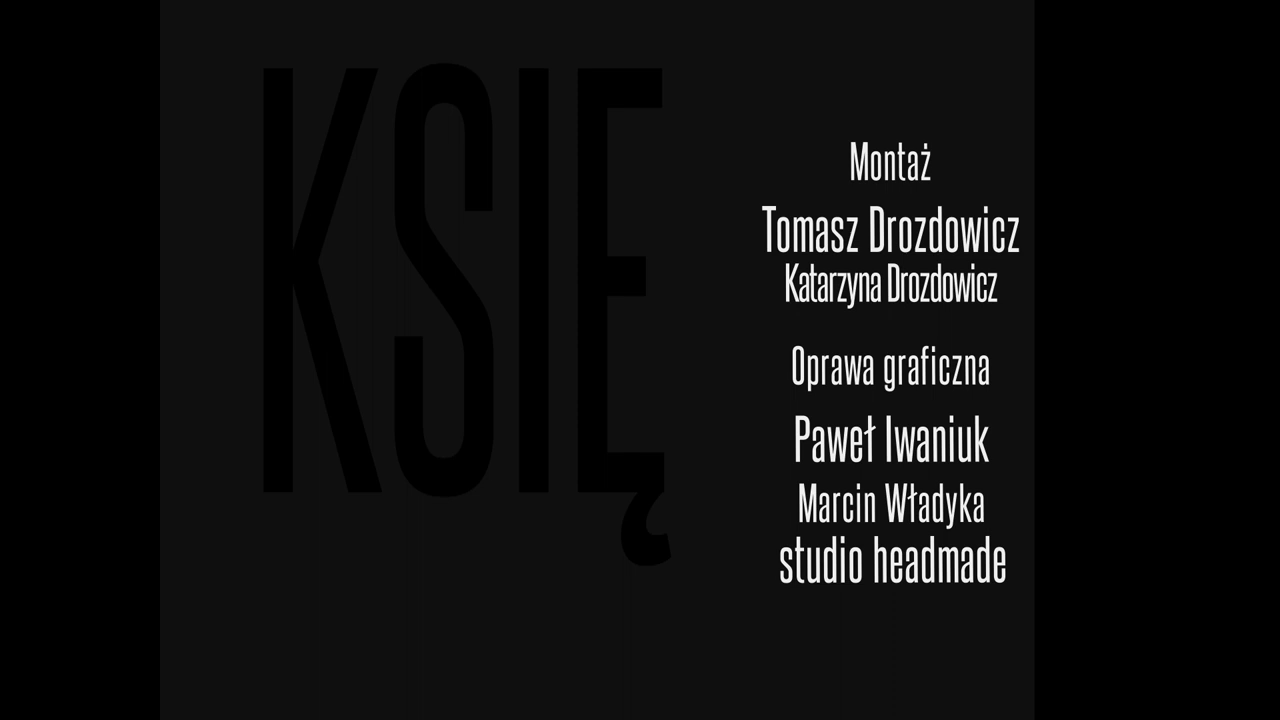 KSIĘ
Montaż
Tomasz Drozdowicz
Katarzyna Drozdowicz
Oprawa graficzna
Paweł Iwaniuk
Marcin Władyka
studio headmade